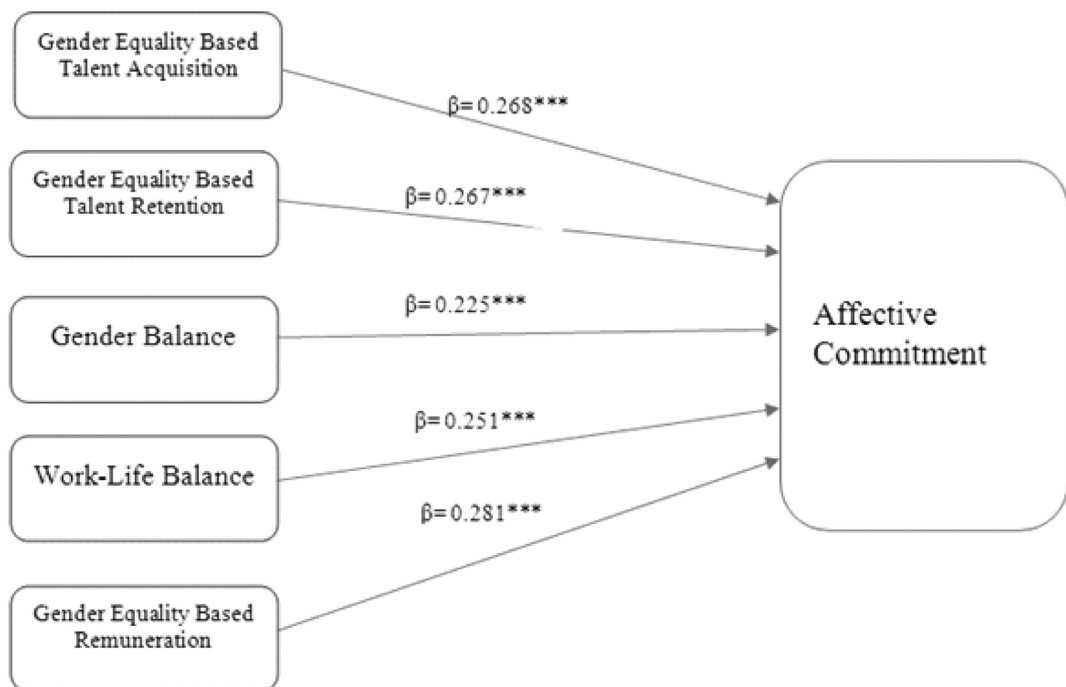 Gender Equality Based
Talent Acquisition
β= 0.268***
Gender Equality Based
Talent Retention
β= 0.267***
Gender Balance
β= 0.225***
Affective
Commitment
Work-Life Balance
β= 0.251***
Gender Equality Based
Remuneration
β= 0.281***